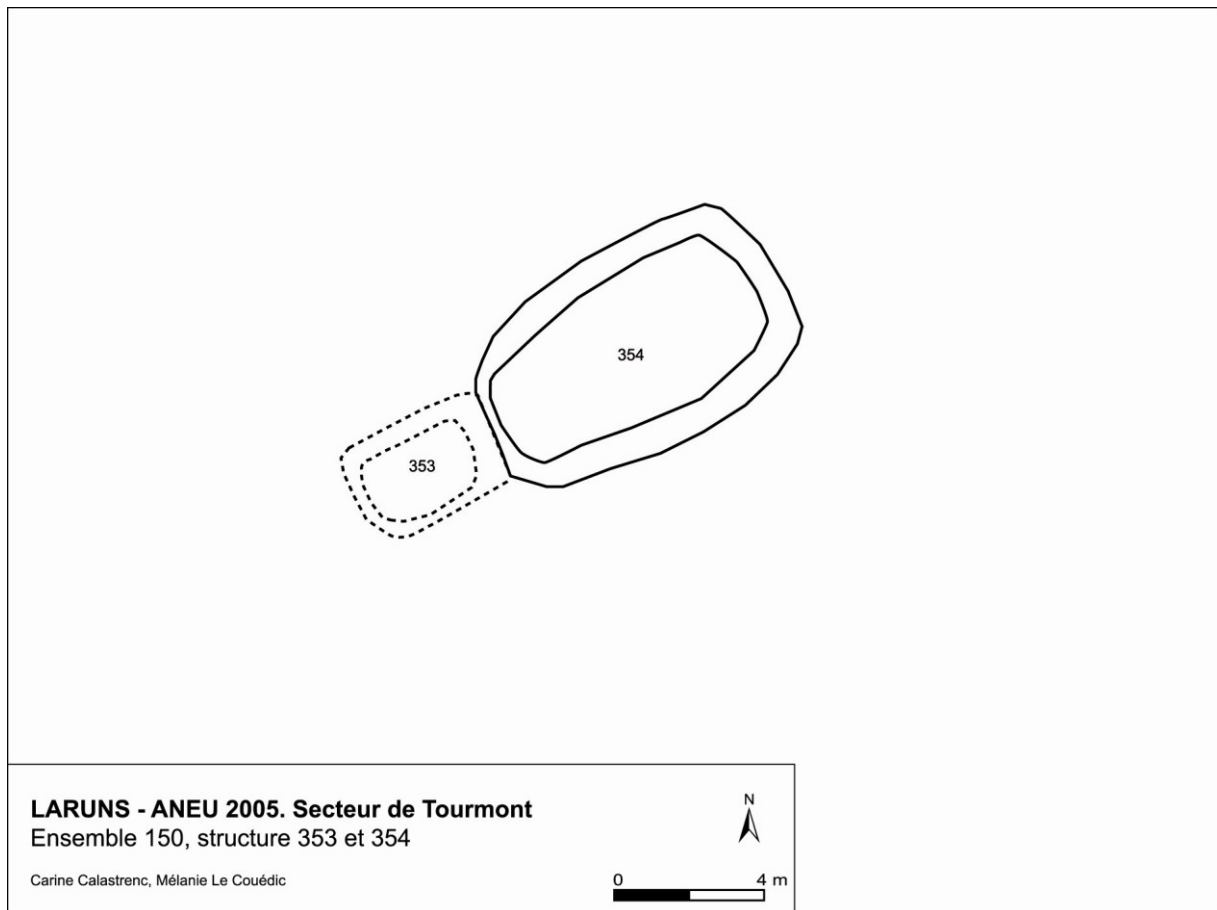 354
353
LARUNS - ANEU 2005. Secteur de Tourmont
Ensemble 150, structure 353 et 354
Carine Calastrenc, Mélanie Le Couédic
N
0 4 m